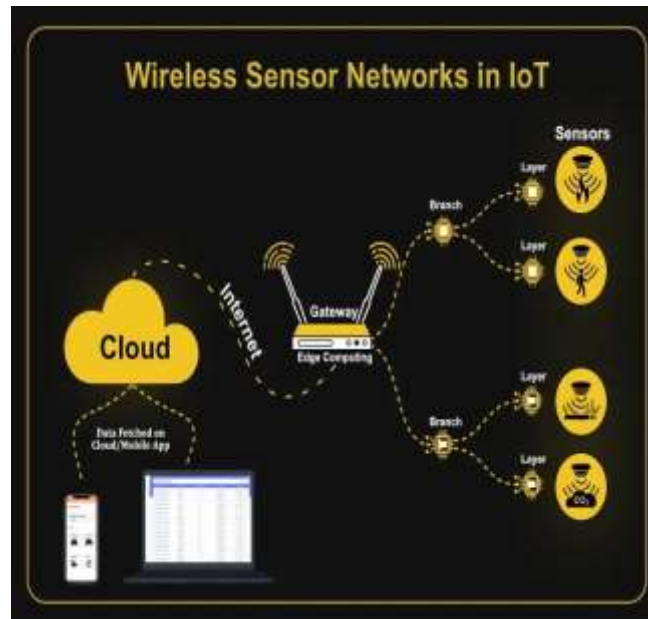 Wireless Sensor Networks in IoT
Sensors
Layer
Branch
Layer
Internet
Gateway
Edge Computing
Cloud
Layer
Branch
Layer
Data Fetched on
Cloud/Mobile App
CO₂